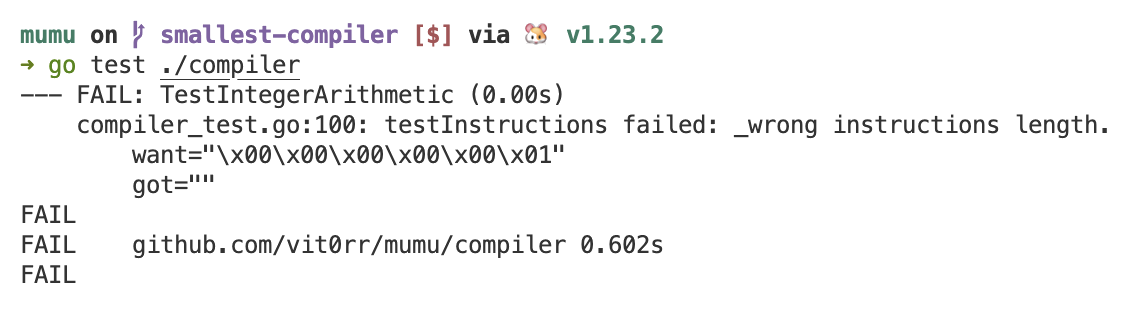 mumu on smallest-compiler [$] via 🐹 v1.23.2
→ go test ./compiler
--- FAIL: TestIntegerArithmetic (0.00s)
    compiler_test.go:100: testInstructions failed: _wrong instructions length.
        want="\x00\x00\x00\x00\x00\x01"
        got=""
FAIL
FAIL    github.com/vit0rr/mumu/compiler 0.602s
FAIL